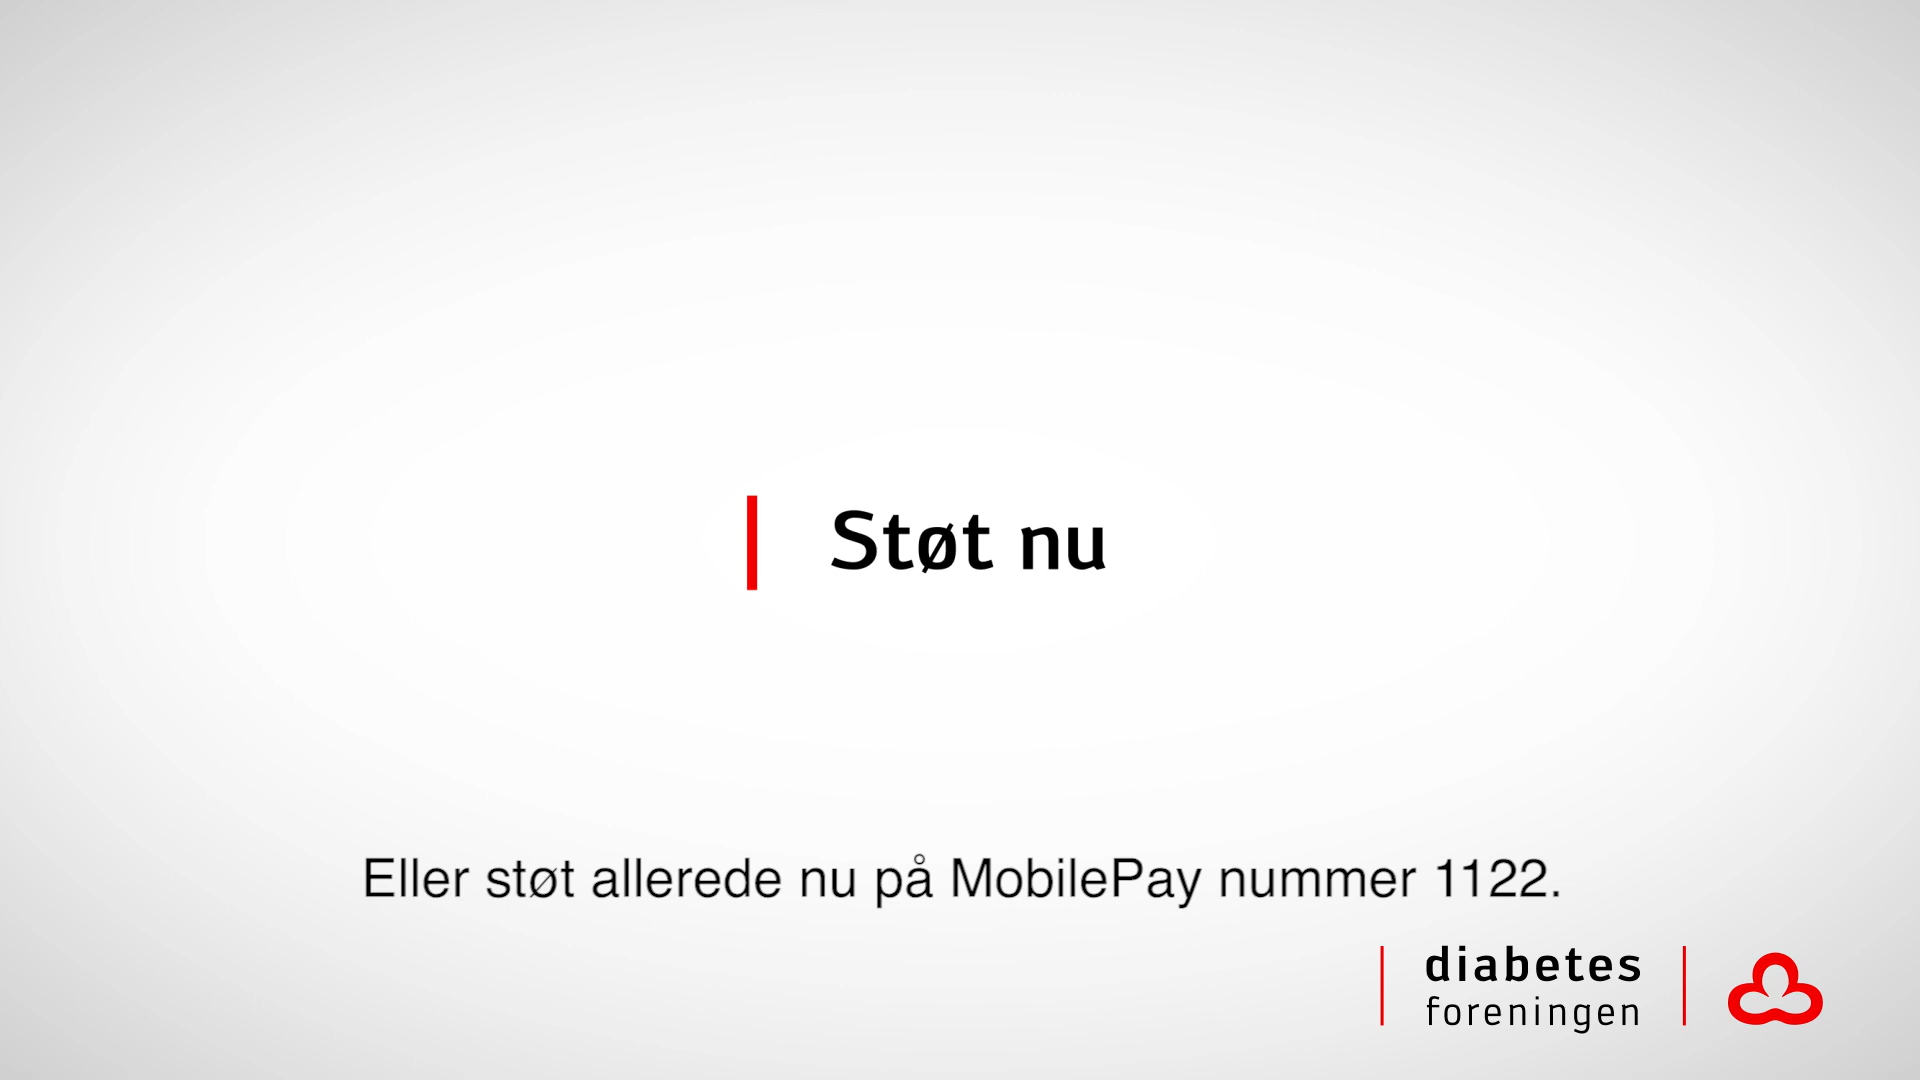 Støt nu
Eller støt allerede nu på MobilePay nummer 1122.
diabetes
foreningen